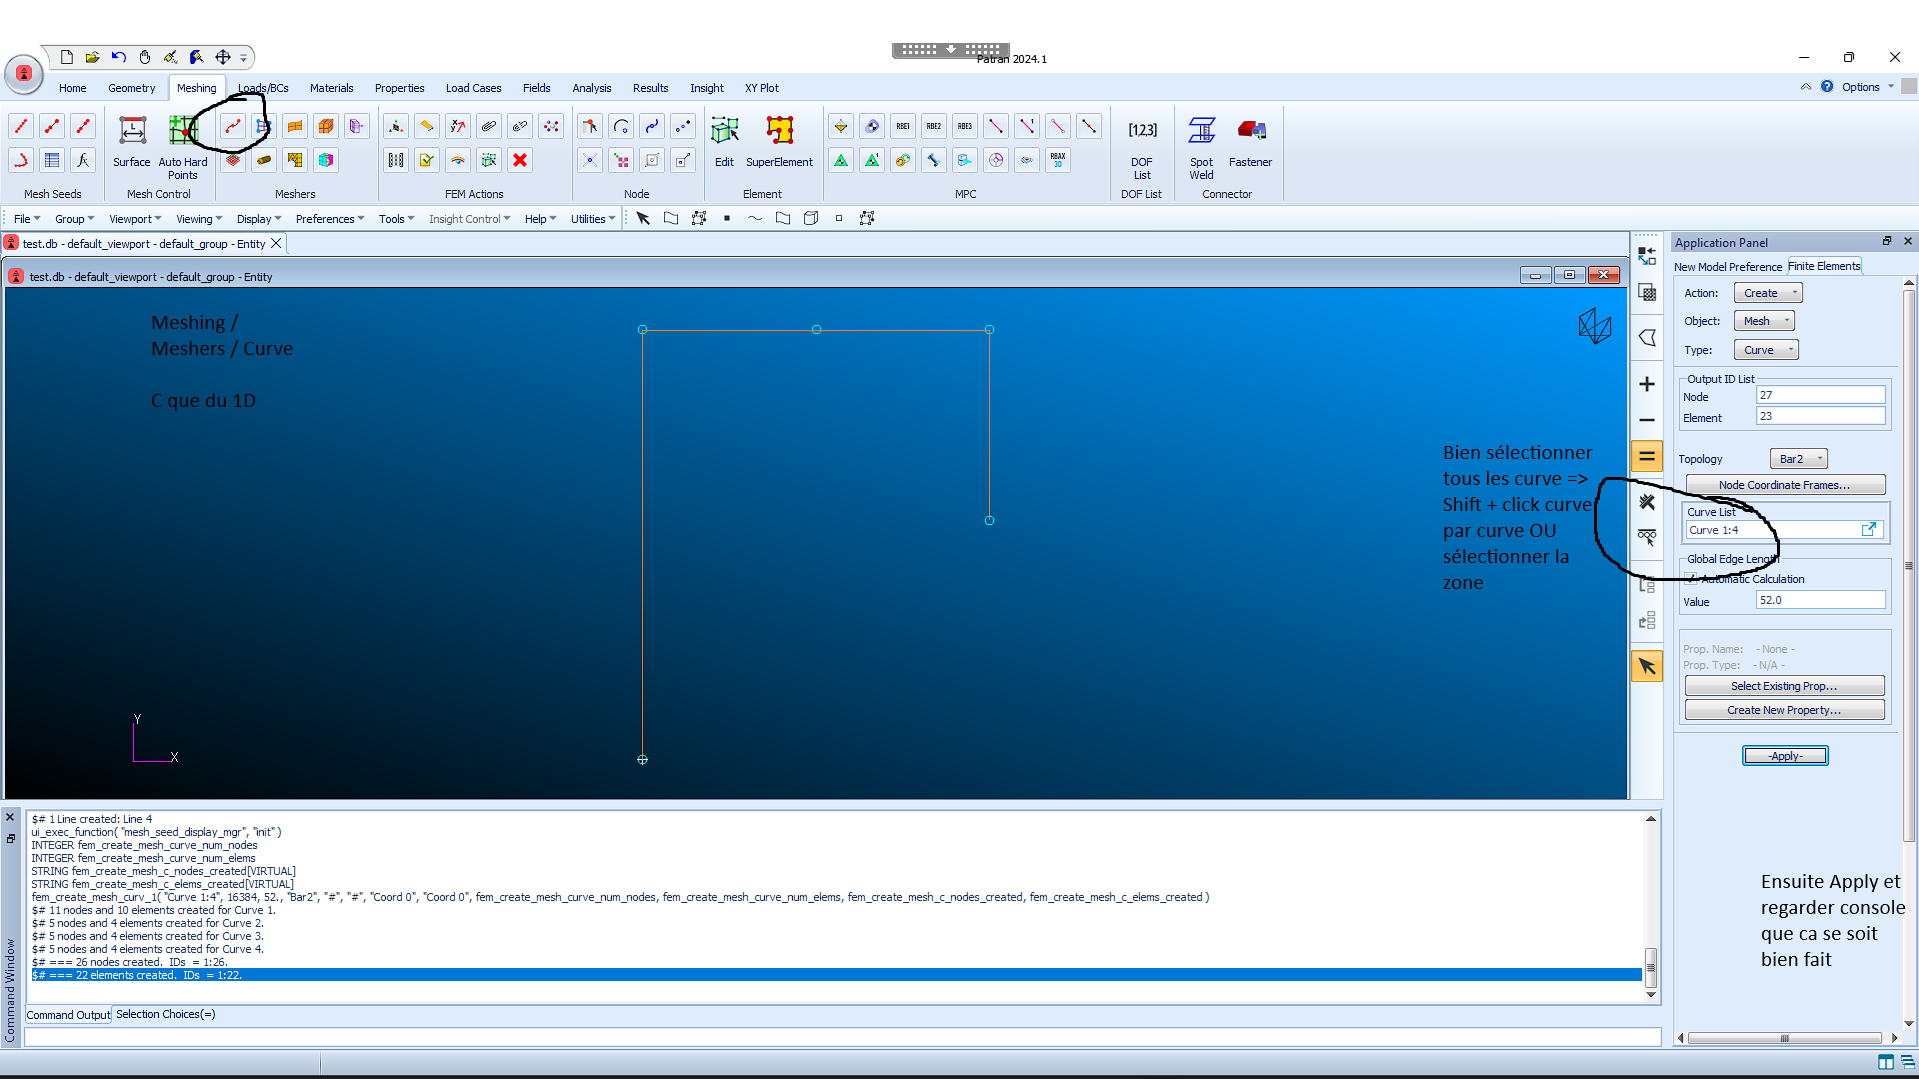 Patran 2024.1
Home Geometry Meshing Loads/BCs Materials Properties Load Cases Fields Analysis Results Insight XY Plot
Options
RBE1 RBE2 RBE3
[1,2,3]
RBAX 3D
Surface
Auto Hard Points
Edit
SuperElement
DOF List
Spot Weld
Fastener
Mesh Seeds
Mesh Control
Meshers
FEM Actions
Node
Element
MPC
DOF List
Connector
File Group Viewport Viewing Display Preferences Tools Insight Control Help Utilities
test.db - default_viewport - default_group - Entity
test.db - default_viewport - default_group - Entity
Meshing /
Meshers / Curve
C que du 1D
Y
X
Bien sélectionner
tous les curve =>
Shift + click curve
par curve OU
sélectionner la
zone
Application Panel
New Model Preference Finite Elements
Action: Create
Object: Mesh
Type: Curve
Output ID List
Node 27
Element 23
Topology Bar2
Node Coordinate Frames...
Curve List
Curve 1:4
Global Edge Length
Automatic Calculation
Value 52.0
Prop. Name: - None -
Prop. Type: - N/A -
Select Existing Prop...
Create New Property...
-Apply-
Ensuite Apply et
regarder console
que ca se soit
bien fait
Command Window
$# 1 Line created: Line 4
ui_exec_function( "mesh_seed_display_mgr", "init" )
INTEGER fem_create_mesh_curve_num_nodes
INTEGER fem_create_mesh_curve_num_elems
STRING fem_create_mesh_c_nodes_created[VIRTUAL]
STRING fem_create_mesh_c_elems_created[VIRTUAL]
fem_create_mesh_curv_1( "Curve 1:4", 16384, 52., "Bar2", "#", "#", "Coord 0", "Coord 0", fem_create_mesh_curve_num_nodes, fem_create_mesh_curve_num_elems, fem_create_mesh_c_nodes_created, fem_create_mesh_c_elems_created )
$# 11 nodes and 10 elements created for Curve 1.
$# 5 nodes and 4 elements created for Curve 2.
$# 5 nodes and 4 elements created for Curve 3.
$# 5 nodes and 4 elements created for Curve 4.
$# === 26 nodes created. IDs = 1:26.
$# === 22 elements created. IDs = 1:22.
Command Output Selection Choices(=)